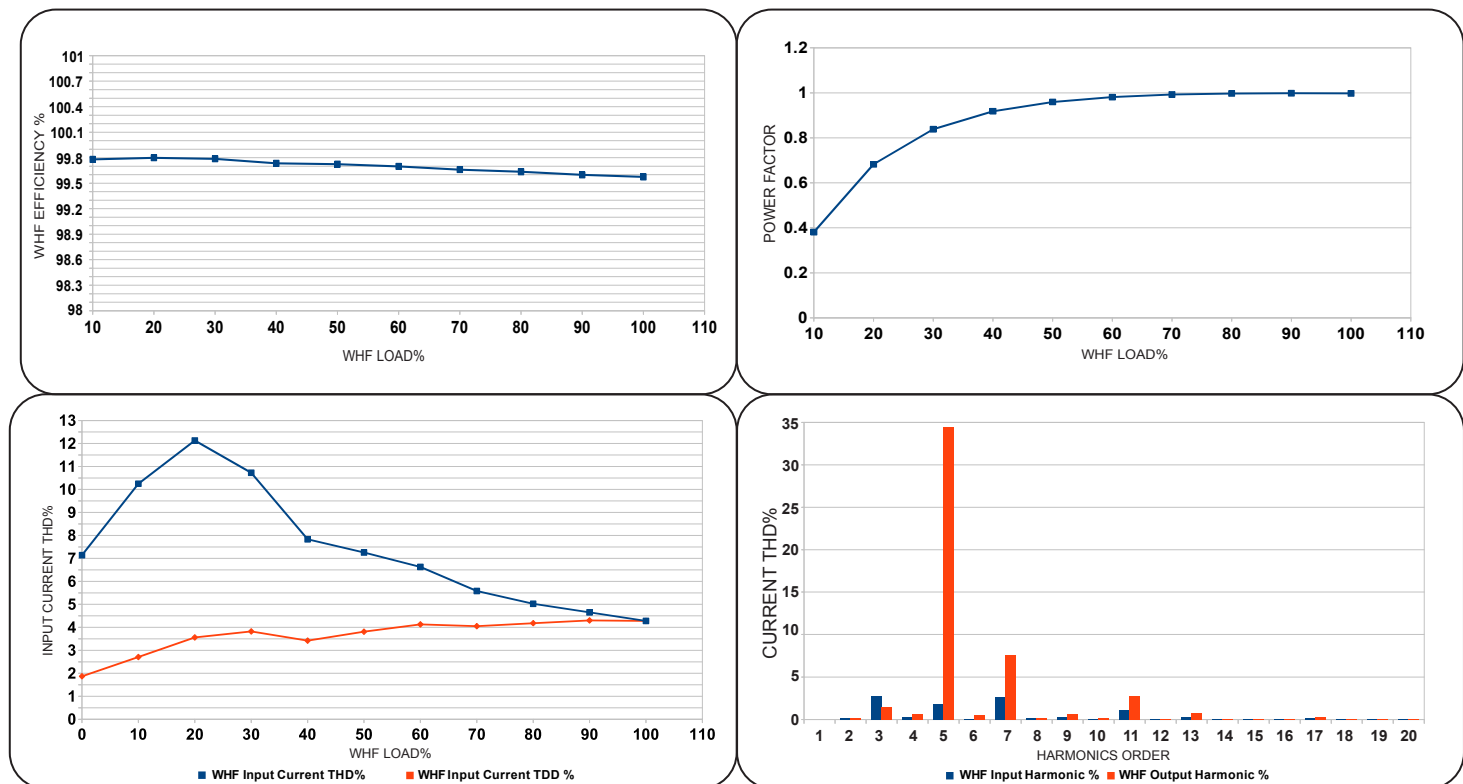 WHF EFFICIENCY %
101
100.7
100.4
100.1
99.8
99.5
99.2
98.9
98.6
98.3
98
10 20 30 40 50 60 70 80 90 100 110
WHF LOAD%
POWER FACTOR
1.2
1
0.8
0.6
0.4
0.2
0
10 20 30 40 50 60 70 80 90 100 110
WHF LOAD%
INPUT CURRENT THD%
13
12
11
10
9
8
7
6
5
4
3
2
1
0
0 10 20 30 40 50 60 70 80 90 100 110
WHF LOAD%
WHF Input Current THD% WHF Input Current TDD %
CURRENT THD%
35
30
25
20
15
10
5
0
1 2 3 4 5 6 7 8 9 10 11 12 13 14 15 16 17 18 19 20
HARMONICS ORDER
WHF Input Harmonic % WHF Output Harmonic %